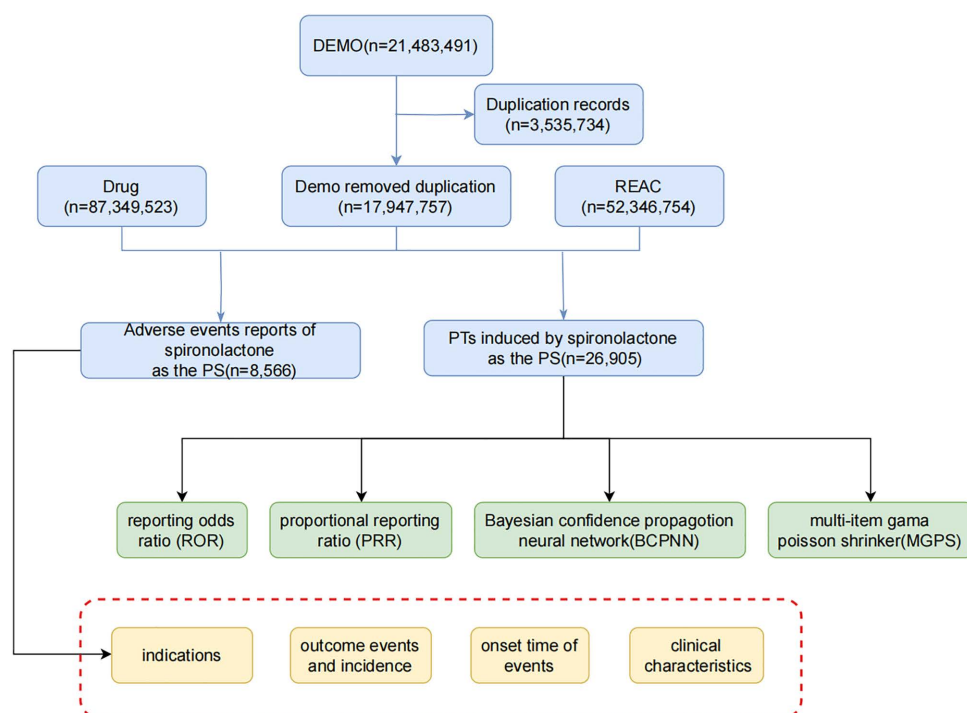 DEMO(n=21,483,491)
Duplication records
(n=3,535,734)
Drug
(n=87,349,523)
Demo removed duplication
(n=17,947,757)
REAC
(n=52,346,754)
Adverse events reports of
spironolactone
as the PS(n=8,566)
PTs induced by spironolactone
as the PS(n=26,905)
reporting odds
ratio (ROR)
proportional reporting
ratio (PRR)
Bayesian confidence propagotion
neural network(BCPNN)
multi-item gama
poisson shrinker(MGPS)
indications
outcome events
and incidence
onset time of
events
clinical
characteristics